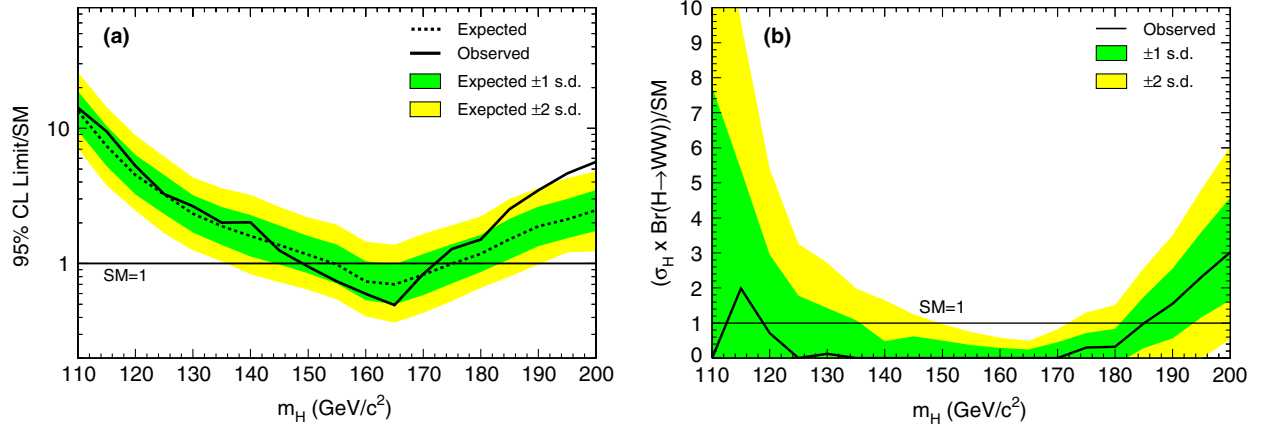 (a)
Expected
Observed
Expected ±1 s.d.
Exepcted ±2 s.d.
95% CL Limit/SM
10
1
SM=1
110 120 130 140 150 160 170 180 190 200
m_H (GeV/c²)
(b)
Observed
±1 s.d.
±2 s.d.
(σ_H x Br(H→WW))/SM
10
9
8
7
6
5
4
3
2
1
0
SM=1
110 120 130 140 150 160 170 180 190 200
m_H (GeV/c²)